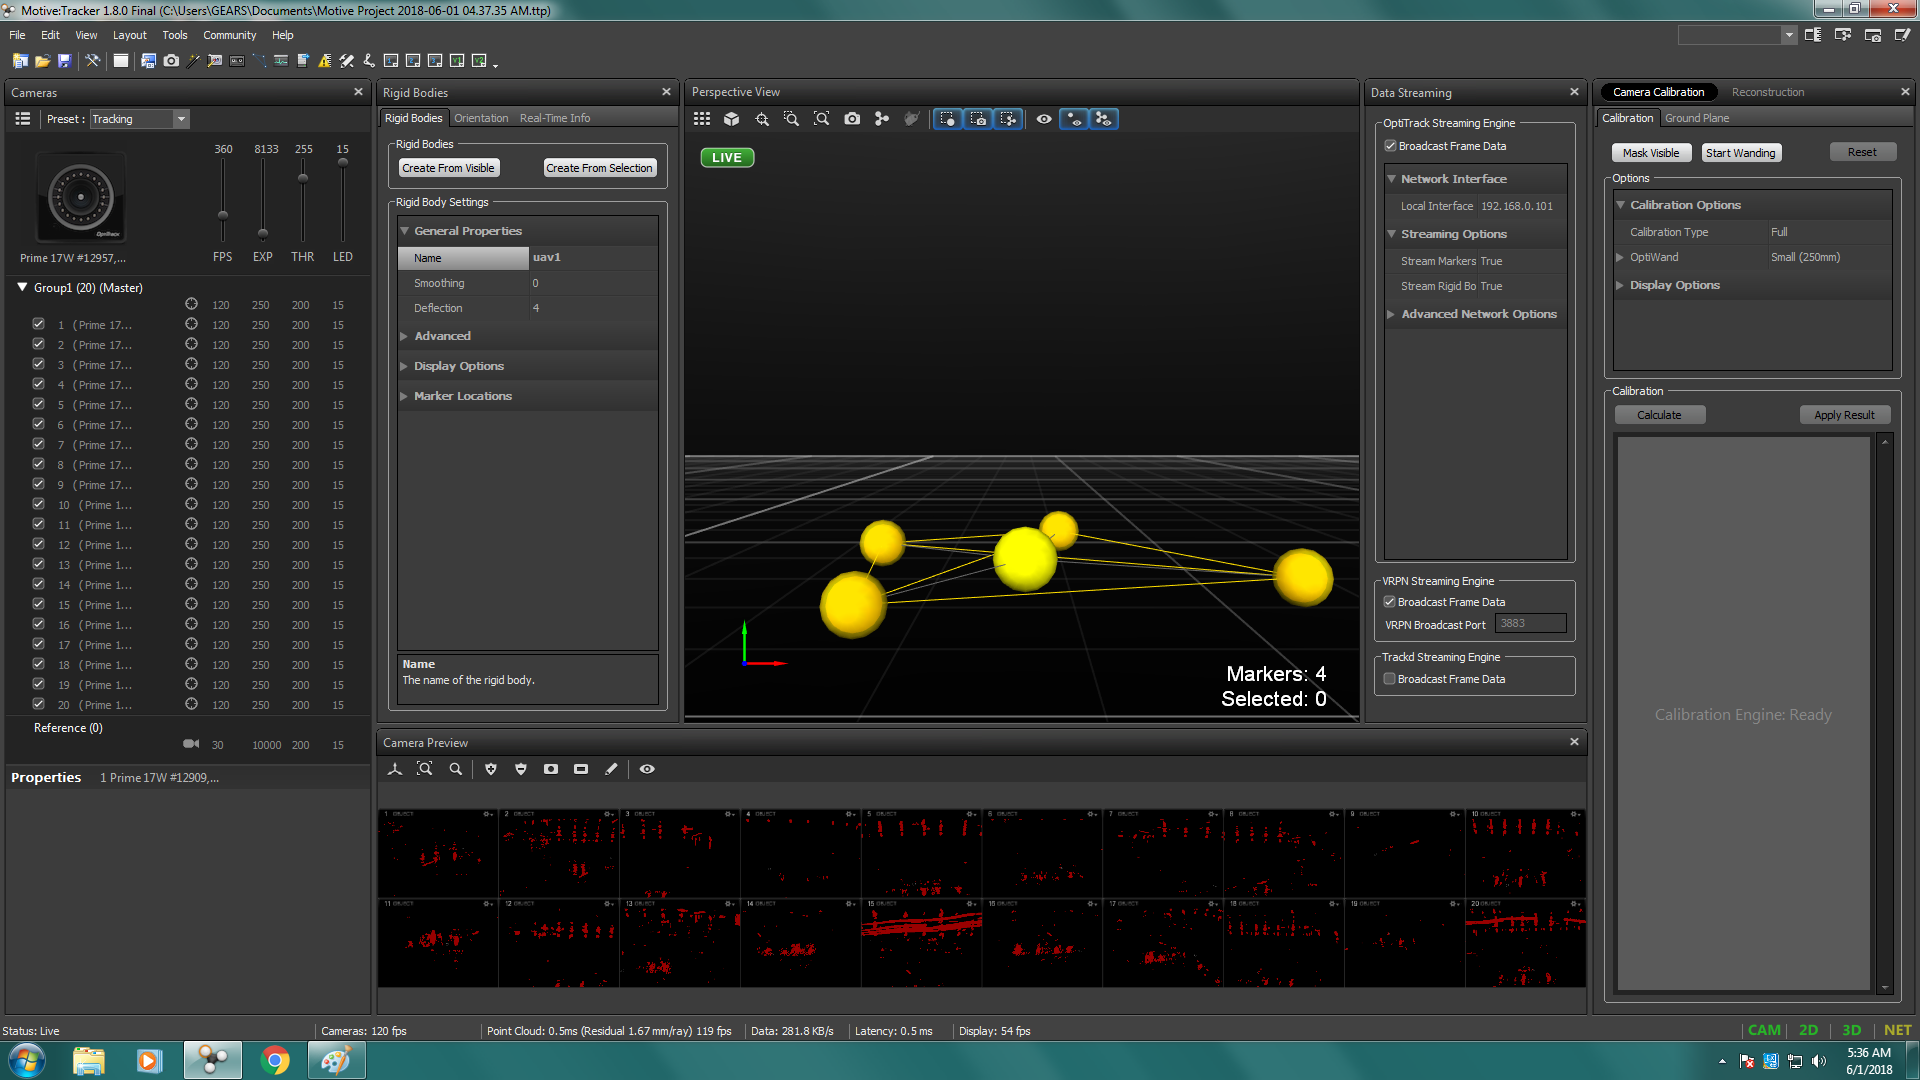 Motive:Tracker 1.8.0 Final (C:\Users\GEARS\Documents\Motive Project 2018-06-01 04.37.35 AM.ttp)
File Edit View Layout Tools Community Help
Cameras
Preset : Tracking
360 8133 255 15
OptiTrack
Prime 17W #12957,... FPS EXP THR LED
Group1 (20) (Master)
120 250 200 15
1 (Prime 17... 120 250 200 15
2 (Prime 17... 120 250 200 15
3 (Prime 17... 120 250 200 15
4 (Prime 17... 120 250 200 15
5 (Prime 17... 120 250 200 15
6 (Prime 17... 120 250 200 15
7 (Prime 17... 120 250 200 15
8 (Prime 17... 120 250 200 15
9 (Prime 17... 120 250 200 15
10 (Prime 1... 120 250 200 15
11 (Prime 1... 120 250 200 15
12 (Prime 1... 120 250 200 15
13 (Prime 1... 120 250 200 15
14 (Prime 1... 120 250 200 15
15 (Prime 1... 120 250 200 15
16 (Prime 1... 120 250 200 15
17 (Prime 1... 120 250 200 15
18 (Prime 1... 120 250 200 15
19 (Prime 1... 120 250 200 15
20 (Prime 1... 120 250 200 15
Reference (0)
30 10000 200 15
Properties 1 Prime 17W #12909,...
Rigid Bodies
Rigid Bodies Orientation Real-Time Info
Rigid Bodies
Create From Visible Create From Selection
Rigid Body Settings
General Properties
Name uav1
Smoothing 0
Deflection 4
Advanced
Display Options
Marker Locations
Name
The name of the rigid body.
Perspective View
LIVE
Markers: 4
Selected: 0
Data Streaming
OptiTrack Streaming Engine
Broadcast Frame Data
Network Interface
Local Interface 192.168.0.101
Streaming Options
Stream Markers True
Stream Rigid Bo True
Advanced Network Options
VRPN Streaming Engine
Broadcast Frame Data
VRPN Broadcast Port 3883
Trackd Streaming Engine
Broadcast Frame Data
Camera Calibration Reconstruction
Calibration Ground Plane
Mask Visible Start Wanding Reset
Options
Calibration Options
Calibration Type Full
OptiWand Small (250mm)
Display Options
Calibration
Calculate Apply Result
Calibration Engine: Ready
Camera Preview
1 OBJECT 2 OBJECT 3 OBJECT 4 OBJECT 5 OBJECT 6 OBJECT 7 OBJECT 8 OBJECT 9 OBJECT 10 OBJECT
11 OBJECT 12 OBJECT 13 OBJECT 14 OBJECT 15 OBJECT 16 OBJECT 17 OBJECT 18 OBJECT 19 OBJECT 20 OBJECT
Status: Live Cameras: 120 fps Point Cloud: 0.5ms (Residual 1.67 mm/ray) 119 fps Data: 281.8 KB/s Latency: 0.5 ms Display: 54 fps CAM 2D 3D NET
5:36 AM
6/1/2018